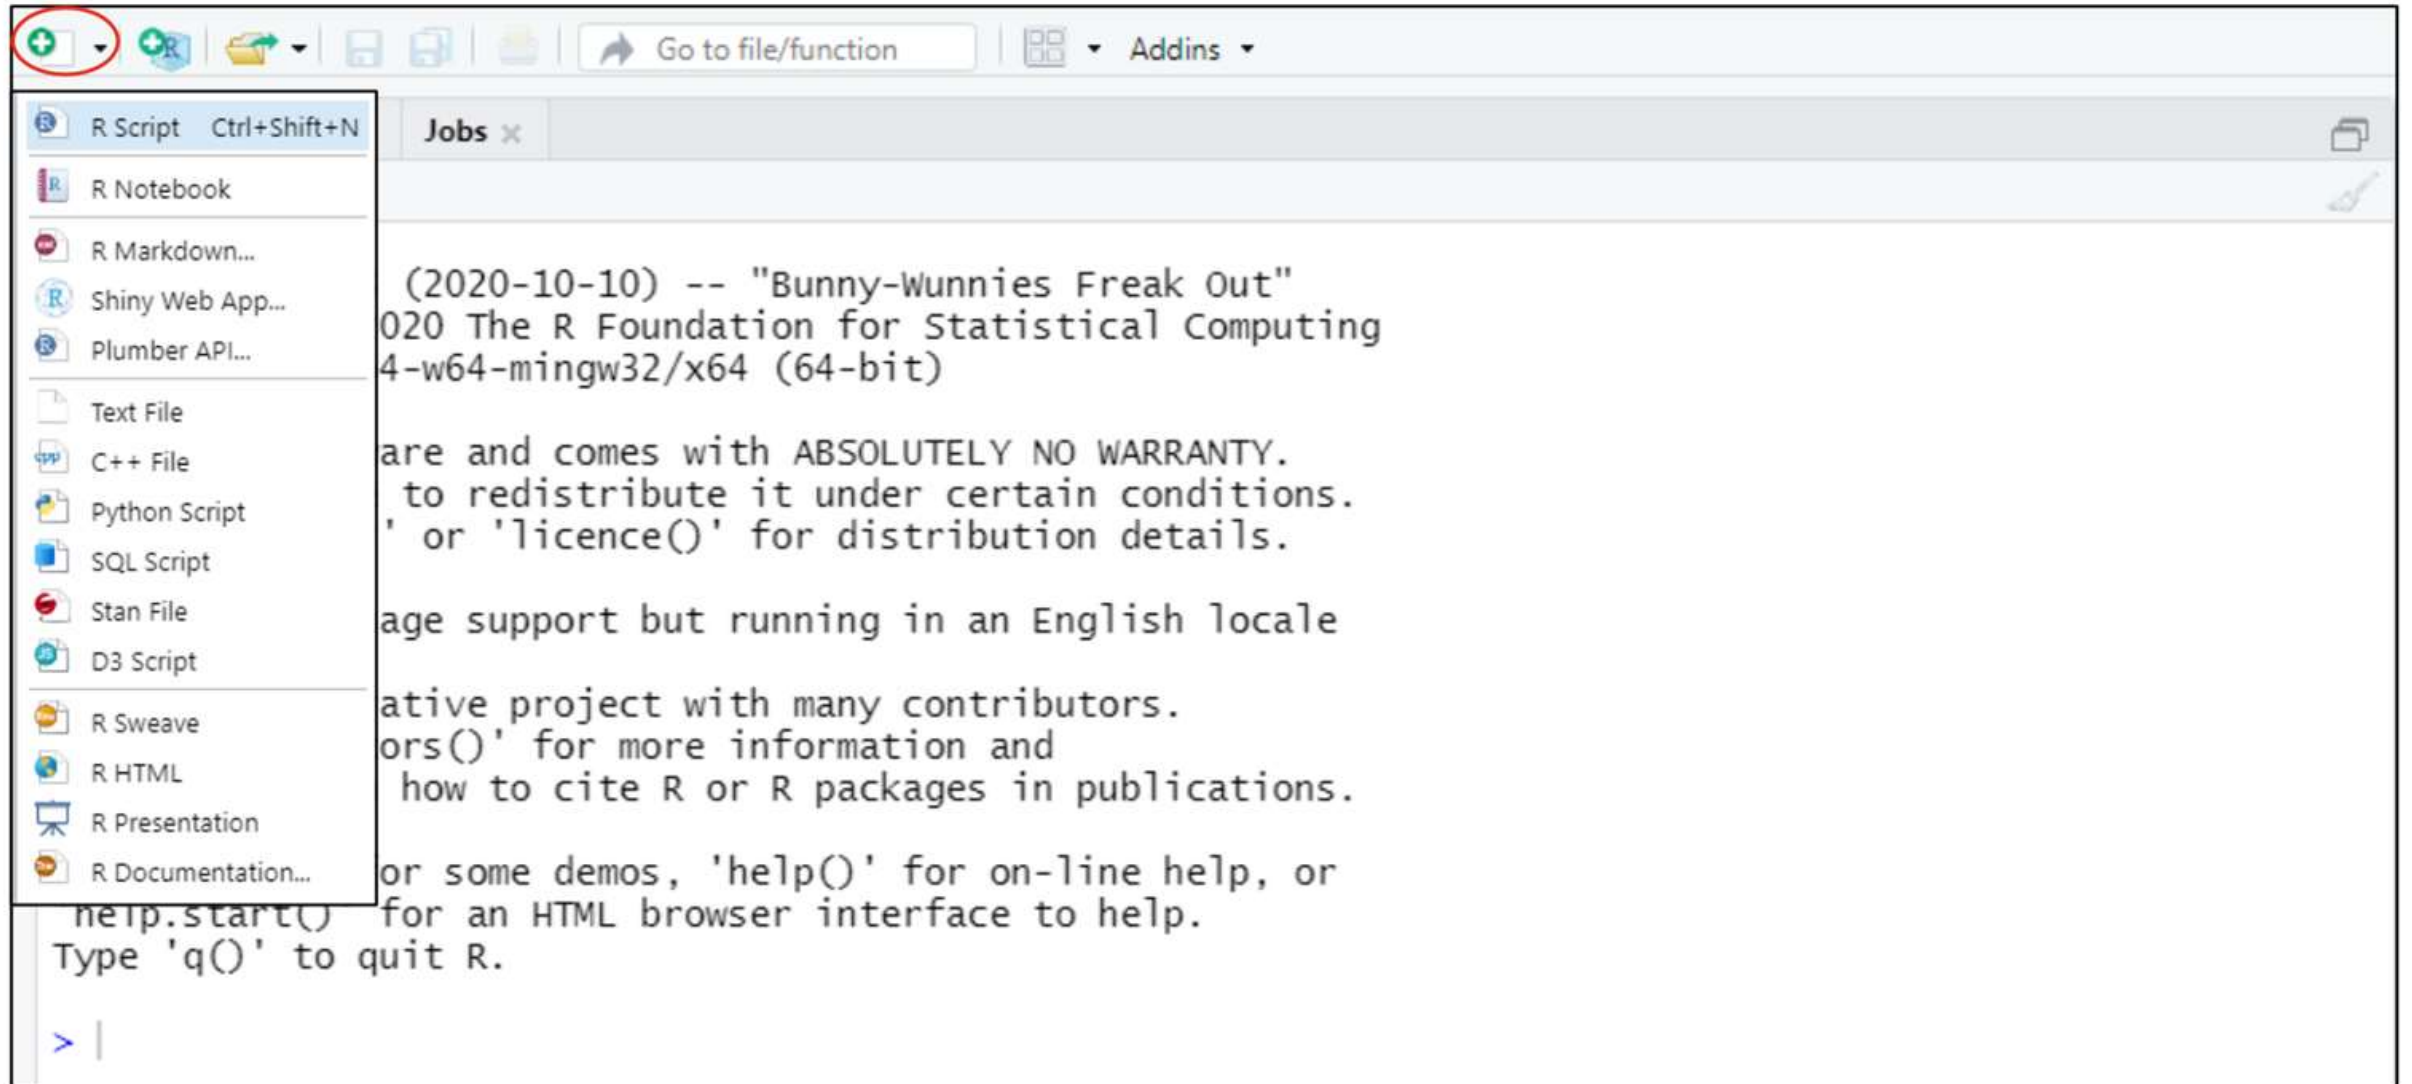 Go to file/function
Addins
R Script Ctrl+Shift+N
Jobs
R Notebook
R Markdown...
Shiny Web App...
Plumber API...
Text File
C++ File
Python Script
SQL Script
Stan File
D3 Script
R Sweave
R HTML
R Presentation
R Documentation...
(2020-10-10) -- "Bunny-Wunnies Freak Out"
020 The R Foundation for Statistical Computing
4-w64-mingw32/x64 (64-bit)
are and comes with ABSOLUTELY NO WARRANTY.
to redistribute it under certain conditions.
' or 'licence()' for distribution details.
age support but running in an English locale
ative project with many contributors.
ors()' for more information and
how to cite R or R packages in publications.
or some demos, 'help()' for on-line help, or
'help.start()' for an HTML browser interface to help.
Type 'q()' to quit R.
>